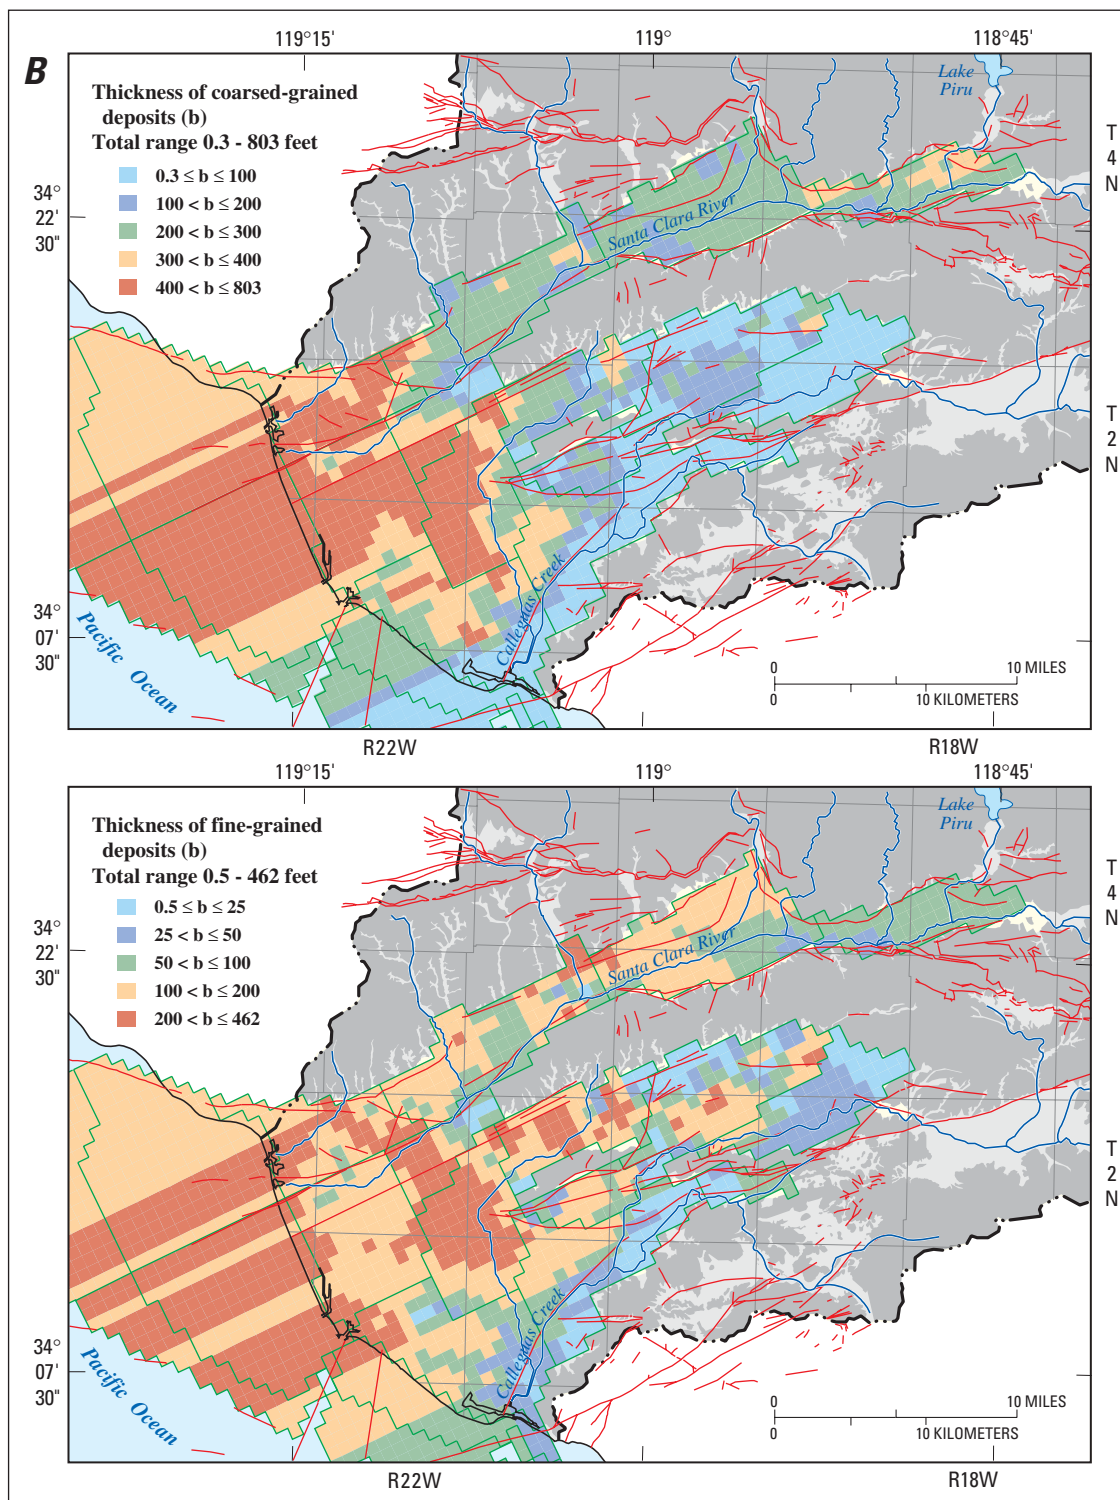 B
119°15'
119°
118°45'
Thickness of coarsed-grained
deposits (b)
Total range 0.3 - 803 feet
0.3 ≤ b ≤ 100
100 < b ≤ 200
200 < b ≤ 300
300 < b ≤ 400
400 < b ≤ 803
Lake
Piru
T
4
N
34°
22'
30"
Santa Clara River
T
2
N
Calleguas Creek
34°
07'
30"
Pacific Ocean
0
10 MILES
0
10 KILOMETERS
R22W
R18W
119°15'
119°
118°45'
Thickness of fine-grained
deposits (b)
Total range 0.5 - 462 feet
0.5 ≤ b ≤ 25
25 < b ≤ 50
50 < b ≤ 100
100 < b ≤ 200
200 < b ≤ 462
Lake
Piru
T
4
N
34°
22'
30"
Santa Clara River
T
2
N
Calleguas Creek
34°
07'
30"
Pacific Ocean
0
10 MILES
0
10 KILOMETERS
R22W
R18W